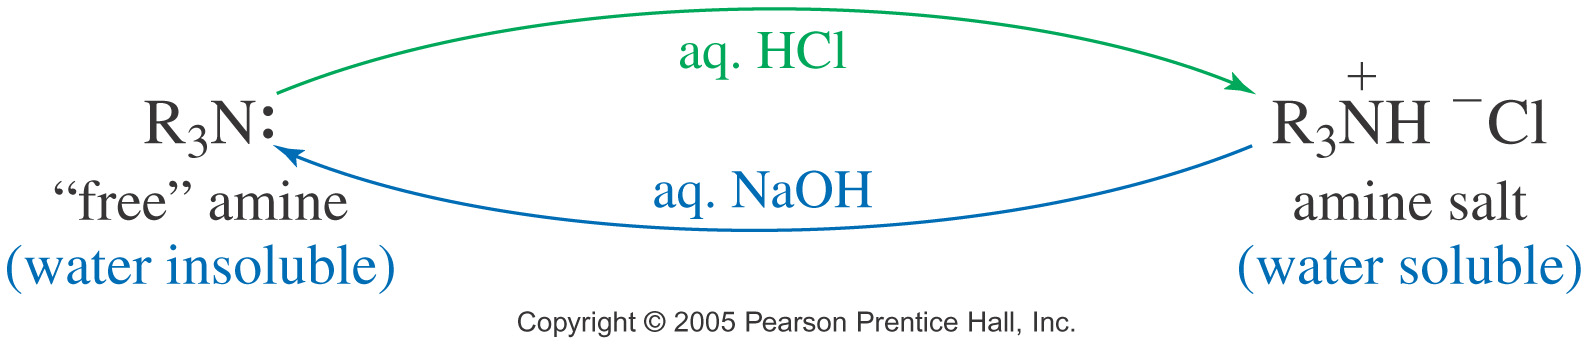 aq. HCl
R₃N:
R₃N⁺H ⁻Cl
aq. NaOH
“free” amine
amine salt
(water insoluble)
(water soluble)
Copyright © 2005 Pearson Prentice Hall, Inc.